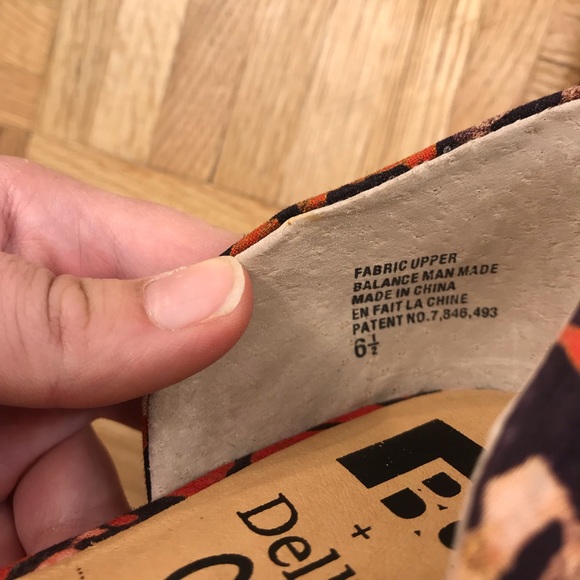 FABRIC UPPER
BALANCE MAN MADE
MADE IN CHINA
EN FAIT LA CHINE
PATENT NO.7,846,493
6½
+
Dell